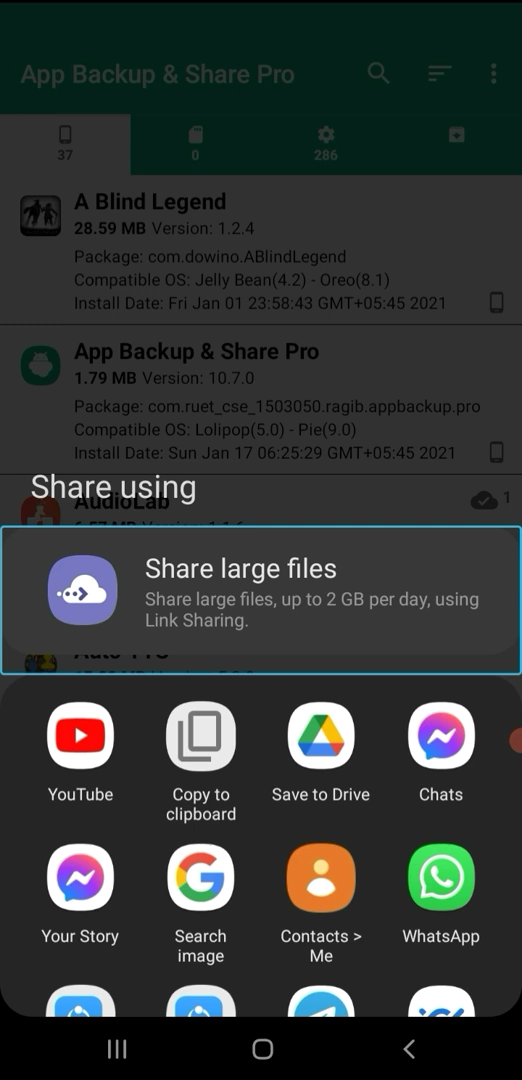 App Backup & Share Pro
37
0
286
A Blind Legend
28.59 MB Version: 1.2.4
Package: com.dowino.ABlindLegend
Compatible OS: Jelly Bean(4.2) - Oreo(8.1)
Install Date: Fri Jan 01 23:58:43 GMT+05:45 2021
App Backup & Share Pro
1.79 MB Version: 10.7.0
Package: com.ruet_cse_1503050.ragib.appbackup.pro
Compatible OS: Lolipop(5.0) - Pie(9.0)
Install Date: Sun Jan 17 06:25:29 GMT+05:45 2021
Share using
AudioLab
1
Share large files
Share large files, up to 2 GB per day, using
Link Sharing.
YouTube
Copy to
clipboard
Save to Drive
Chats
Your Story
Search
image
Contacts >
Me
WhatsApp